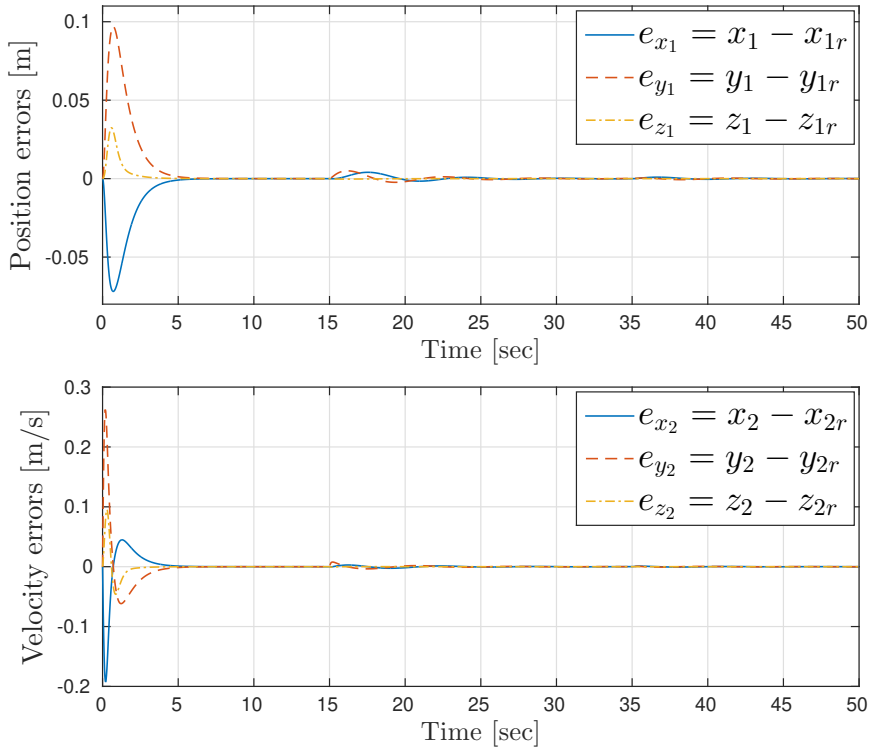 0.1
0.05
0
-0.05
Position errors [m]
e_{x_1} = x_1 − x_{1r}
e_{y_1} = y_1 − y_{1r}
e_{z_1} = z_1 − z_{1r}
0 5 10 15 20 25 30 35 40 45 50
Time [sec]
0.3
0.2
0.1
0
-0.1
-0.2
Velocity errors [m/s]
e_{x_2} = x_2 − x_{2r}
e_{y_2} = y_2 − y_{2r}
e_{z_2} = z_2 − z_{2r}
0 5 10 15 20 25 30 35 40 45 50
Time [sec]